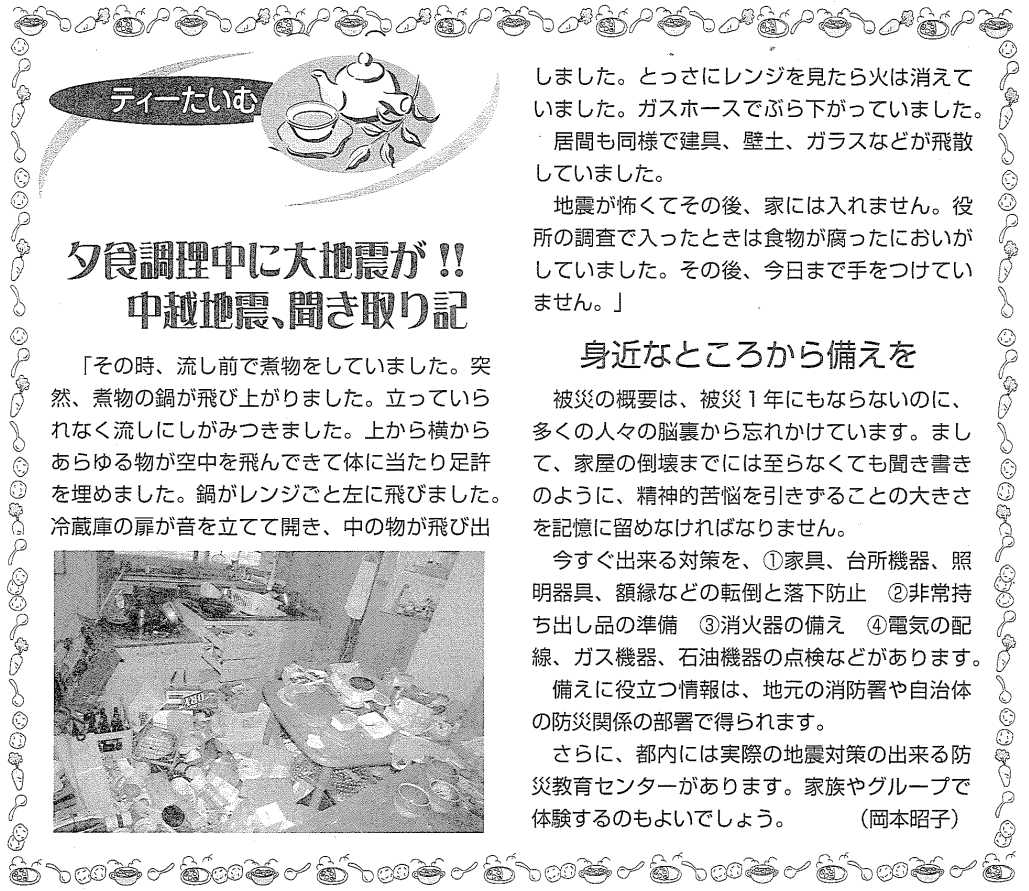 ティーたいむ
夕食調理中に大地震が!!
中越地震、聞き取り記
「その時、流し前で煮物をしていました。突
然、煮物の鍋が飛び上がりました。立っていら
れなく流しにしがみつきました。上から横から
あらゆる物が空中を飛んできて体に当たり足許
を埋めました。鍋がレンジごと左に飛びました。
冷蔵庫の扉が音を立てて開き、中の物が飛び出
しました。とっさにレンジを見たら火は消えて
いました。ガスホースでぶら下がっていました。
居間も同様で建具、壁土、ガラスなどが飛散
していました。
地震が怖くてその後、家には入れません。役
所の調査で入ったときは食物が腐ったにおいが
していました。その後、今日まで手をつけてい
ません。」
身近なところから備えを
被災の概要は、被災1年にもならないのに、
多くの人々の脳裏から忘れかけています。まし
て、家屋の倒壊までには至らなくても聞き書き
のように、精神的苦悩を引きずることの大きさ
を記憶に留めなければなりません。
今すぐ出来る対策を、①家具、台所機器、照
明器具、額縁などの転倒と落下防止　②非常持
ち出し品の準備　③消火器の備え　④電気の配
線、ガス機器、石油機器の点検などがあります。
備えに役立つ情報は、地元の消防署や自治体
の防災関係の部署で得られます。
さらに、都内には実際の地震対策の出来る防
災教育センターがあります。家族やグループで
体験するのもよいでしょう。　　（岡本昭子）